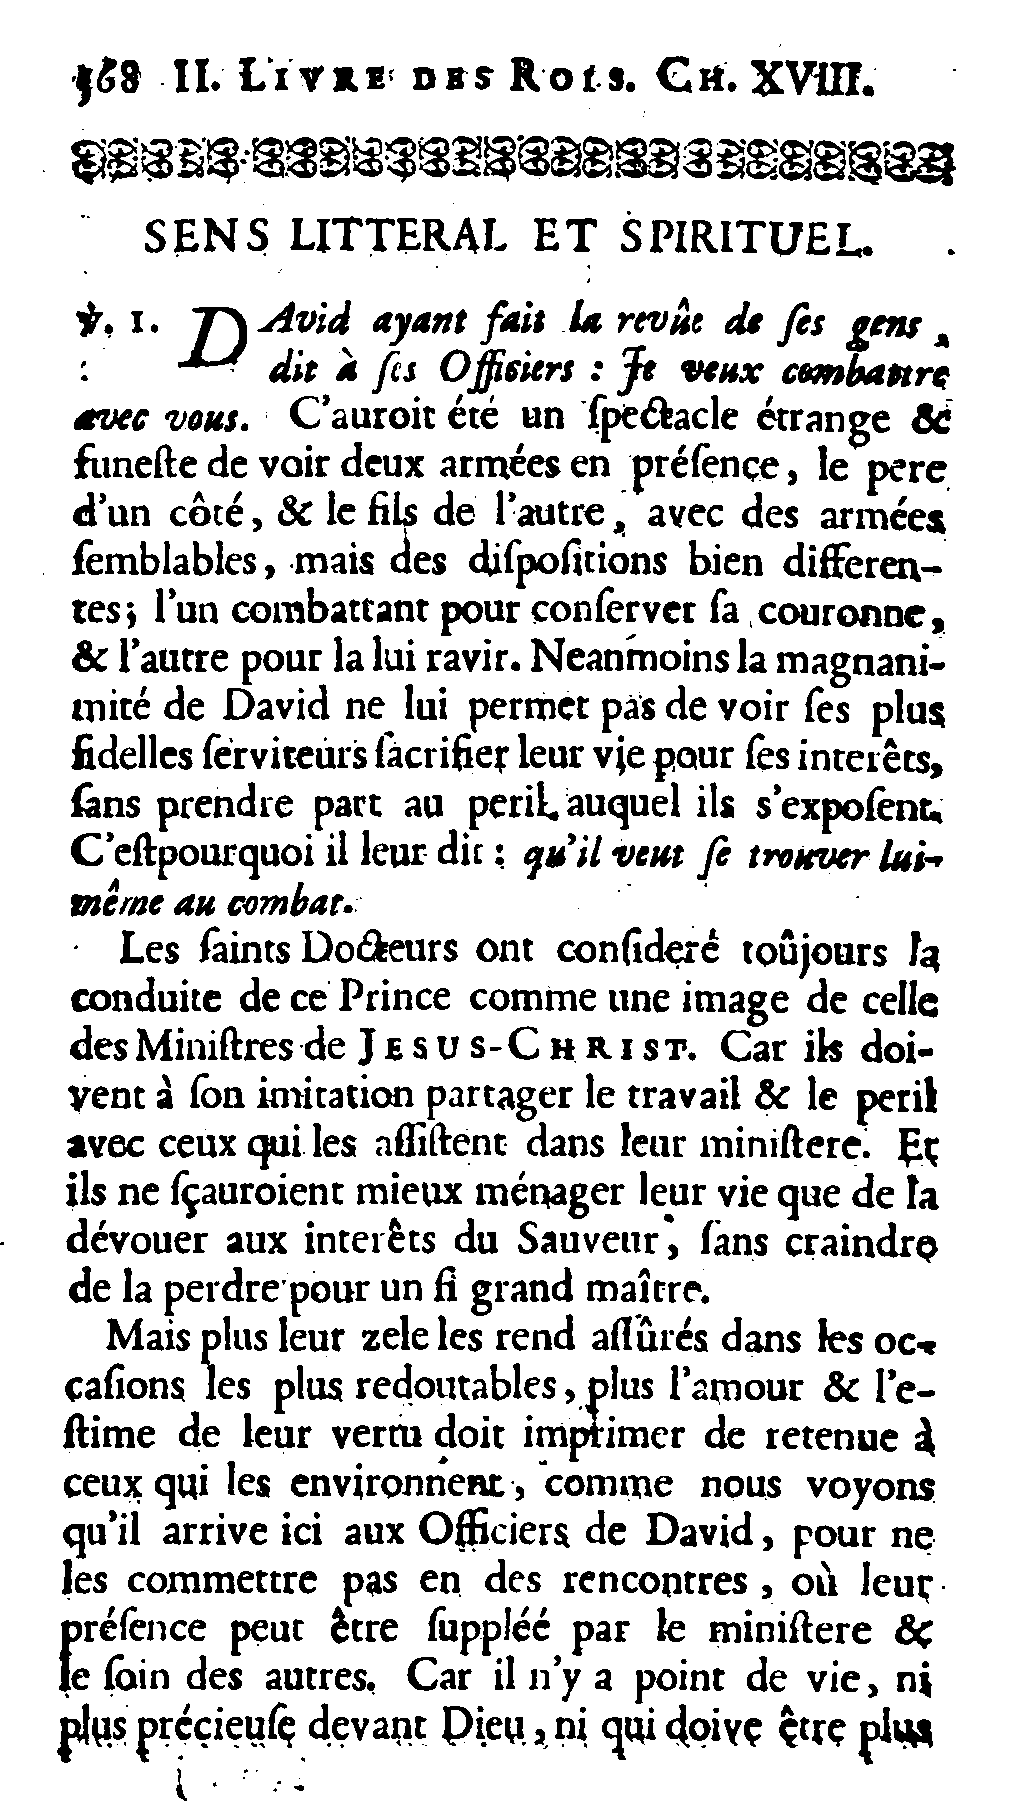 568 II. LIVRE DES ROIS. CH. XVIII.
SENS LITTERAL ET SPIRITUEL.
℣. 1. DAvid ayant fait la revûe de ſes gens,
dit à ſes Officiers : Je veux combattre
avec vous. C'auroit été un ſpectacle étrange &
funeſte de voir deux armées en préſence, le pere
d'un côté, & le fils de l'autre, avec des armées
ſemblables, mais des diſpoſitions bien differen-
tes; l'un combattant pour conſerver ſa couronne,
& l'autre pour la lui ravir. Neanmoins la magnani-
mité de David ne lui permet pas de voir ſes plus
fidelles ſerviteurs ſacrifier leur vie pour ſes interêts,
ſans prendre part au peril auquel ils s'expoſent.
C'eſtpourquoi il leur dit : qu'il veut ſe trouver lui-
même au combat.
Les ſaints Docteurs ont conſideré toûjours la
conduite de ce Prince comme une image de celle
des Miniſtres de JESUS-CHRIST. Car ils doi-
vent à ſon imitation partager le travail & le peril
avec ceux qui les aſſiſtent dans leur miniſtere. Et
ils ne ſçauroient mieux ménager leur vie que de la
dévouer aux interêts du Sauveur, ſans craindre
de la perdre pour un ſi grand maître.
Mais plus leur zele les rend aſſûrés dans les oc-
caſions les plus redoutables, plus l'amour & l'e-
ſtime de leur vertu doit imprimer de retenue à
ceux qui les environnent, comme nous voyons
qu'il arrive ici aux Officiers de David, pour ne
les commettre pas en des rencontres, où leur
préſence peut être ſuppléé par le miniſtere &
le ſoin des autres. Car il n'y a point de vie, ni
plus précieuſe devant Dieu, ni qui doive être plus